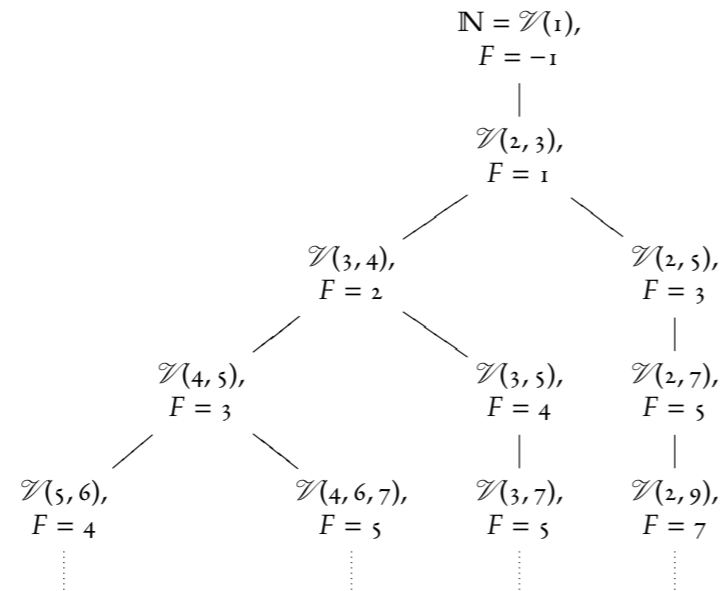 ℕ = 𝒱(1),
F = −1
𝒱(2, 3),
F = 1
𝒱(3, 4),
F = 2
𝒱(2, 5),
F = 3
𝒱(4, 5),
F = 3
𝒱(3, 5),
F = 4
𝒱(2, 7),
F = 5
𝒱(5, 6),
F = 4
𝒱(4, 6, 7),
F = 5
𝒱(3, 7),
F = 5
𝒱(2, 9),
F = 7